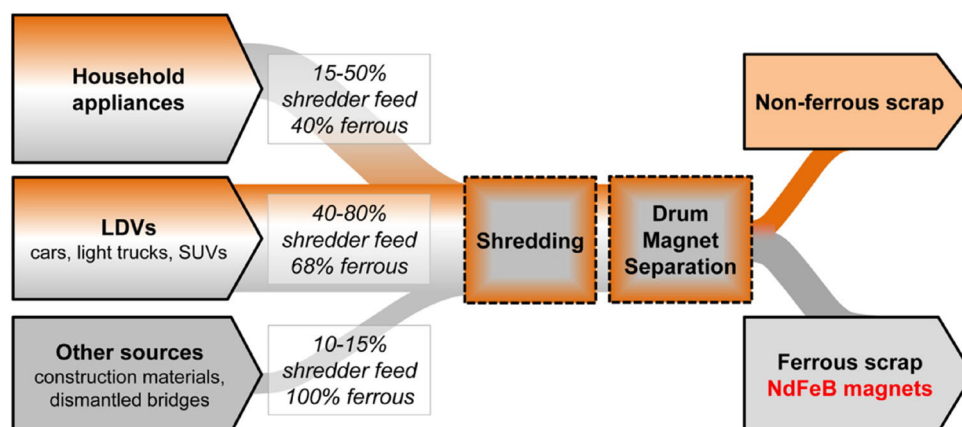 Household
appliances
15-50%
shredder feed
40% ferrous
LDVs
cars, light trucks, SUVs
40-80%
shredder feed
68% ferrous
Other sources
construction materials,
dismantled bridges
10-15%
shredder feed
100% ferrous
Shredding
Drum
Magnet
Separation
Non-ferrous scrap
Ferrous scrap
NdFeB magnets